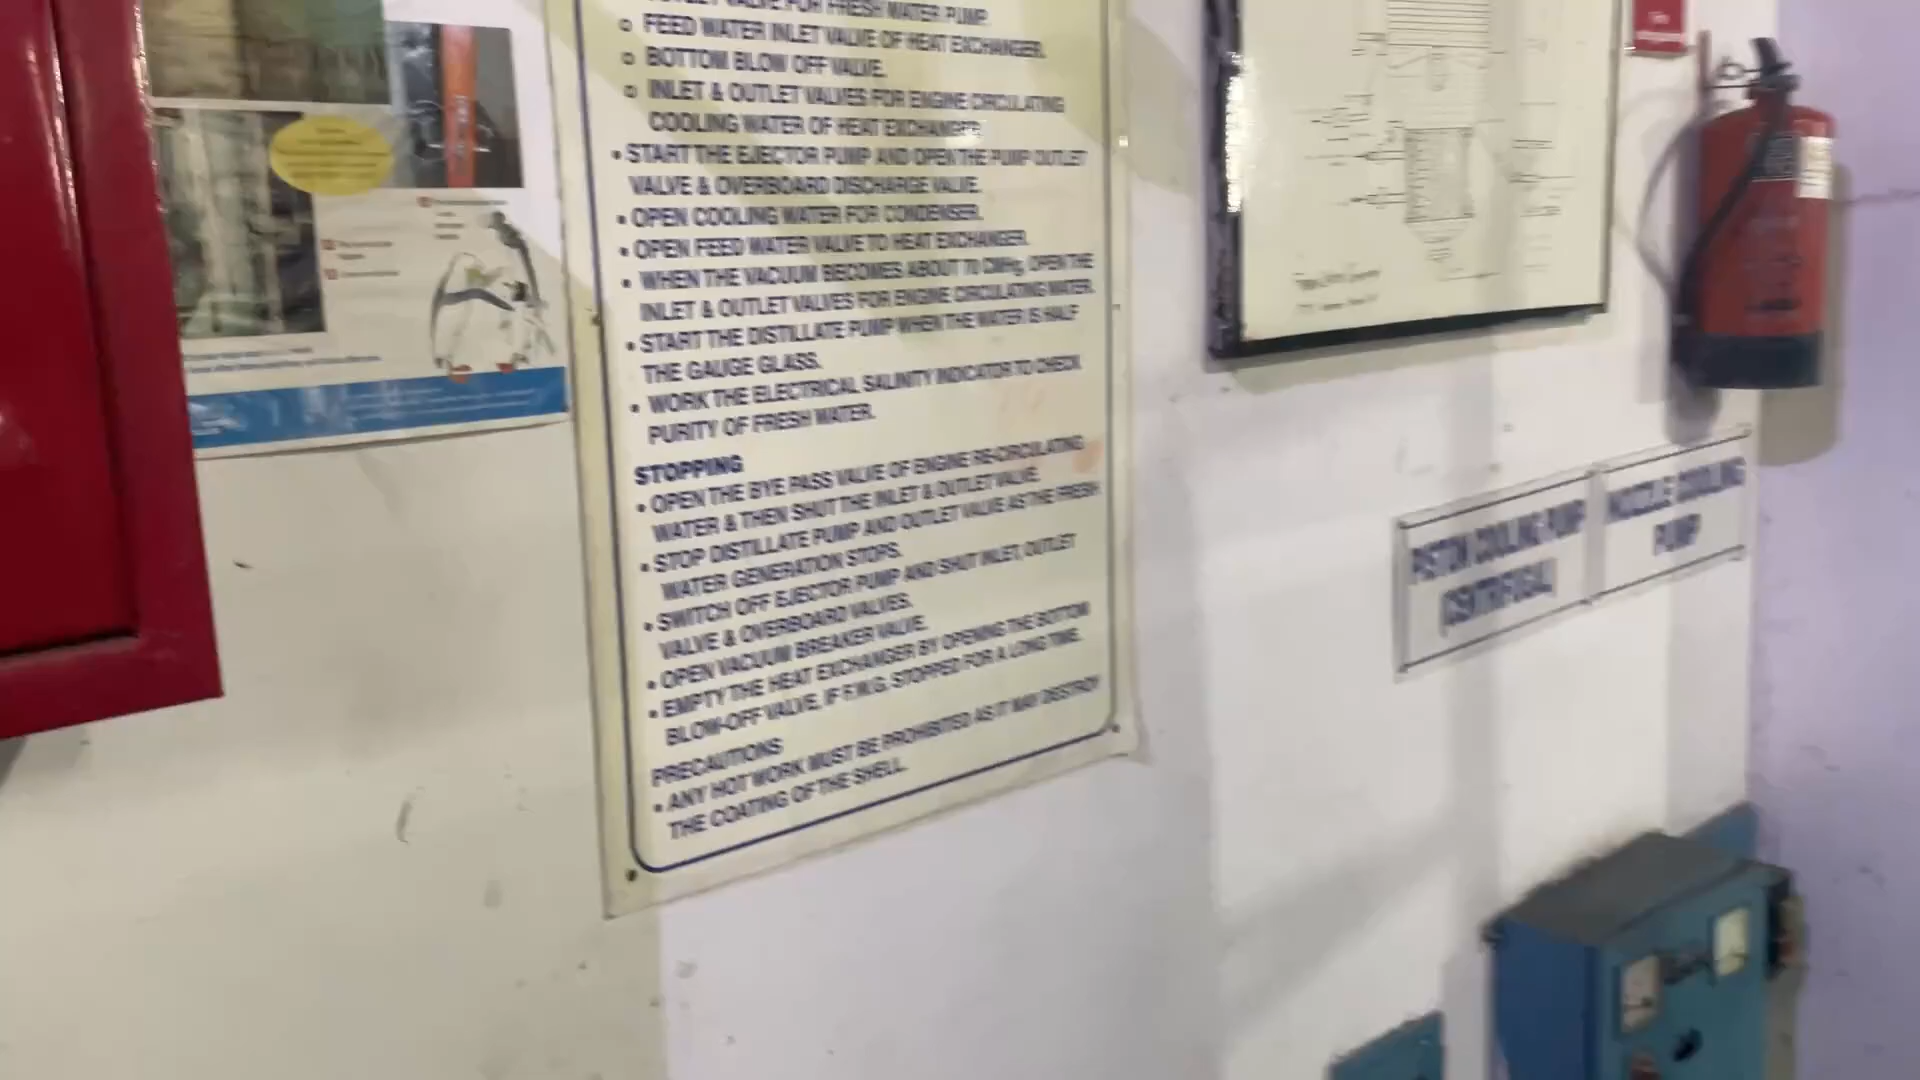 OUTLET VALVE FOR FRESH WATER PUMP.
o FEED WATER INLET VALVE OF HEAT EXCHANGER.
o BOTTOM BLOW OFF VALVE.
o INLET & OUTLET VALVES FOR ENGINE CIRCULATING
COOLING WATER OF HEAT EXCHANGER
• START THE EJECTOR PUMP AND OPEN THE PUMP OUTLET
VALVE & OVERBOARD DISCHARGE VALVE.
• OPEN COOLING WATER FOR CONDENSER.
• OPEN FEED WATER VALVE TO HEAT EXCHANGER.
• WHEN THE VACUUM BECOMES ABOUT 70 CMHg, OPEN THE
INLET & OUTLET VALVES FOR ENGINE CIRCULATING WATER.
• START THE DISTILLATE PUMP WHEN THE WATER IS HALF
THE GAUGE GLASS.
• WORK THE ELECTRICAL SALINITY INDICATOR TO CHECK
PURITY OF FRESH WATER.
STOPPING
• OPEN THE BYE PASS VALVE OF ENGINE RE-CIRCULATING
WATER & THEN SHUT THE INLET & OUTLET VALVE.
• STOP DISTILLATE PUMP AND OUTLET VALVE AS THE FRESH
WATER GENERATION STOPS.
• SWITCH OFF EJECTOR PUMP AND SHUT INLET, OUTLET
VALVE & OVERBOARD VALVES.
• OPEN VACUUM BREAKER VALVE.
• EMPTY THE HEAT EXCHANGER BY OPENING THE BOTTOM
BLOW-OFF VALVE, IF F.W.G. STOPPED FOR A LONG TIME.
PRECAUTIONS
• ANY HOT WORK MUST BE PROHIBITED AS IT MAY DESTROY
THE COATING OF THE SHELL.
PISTON COOLING PUMP
(CENTRIFUGAL)
NOZZLE COOLING
PUMP